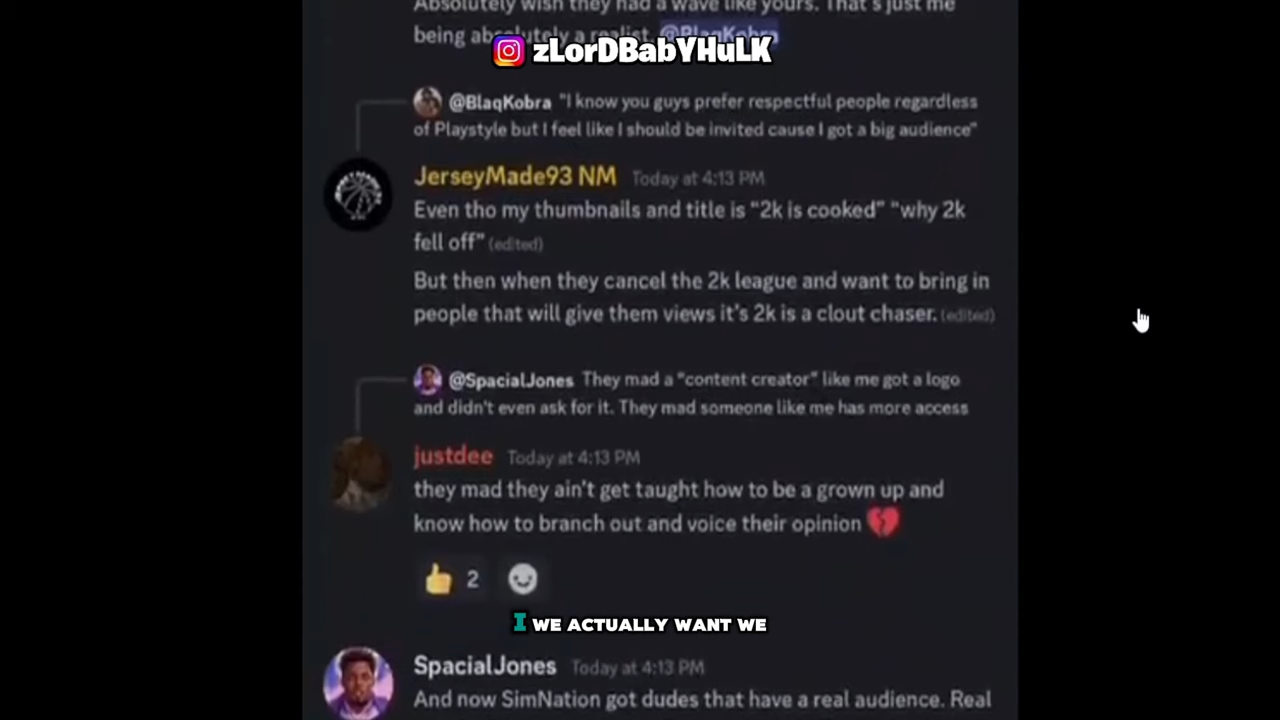 Absolutely wish they had a wave like yours. That's just me
being absolutely a realist. @BlaqKobra
zLorDBabYHuLK
@BlaqKobra "I know you guys prefer respectful people regardless
of Playstyle but I feel like I should be invited cause I got a big audience"
JerseyMade93 NM Today at 4:13 PM
Even tho my thumbnails and title is "2k is cooked" "why 2k
fell off" (edited)
But then when they cancel the 2k league and want to bring in
people that will give them views it's 2k is a clout chaser. (edited)
@SpacialJones They mad a "content creator" like me got a logo
and didn't even ask for it. They mad someone like me has more access
justdee Today at 4:13 PM
they mad they ain't get taught how to be a grown up and
know how to branch out and voice their opinion 💔
👍 2
I WE ACTUALLY WANT WE
SpacialJones Today at 4:13 PM
And now SimNation got dudes that have a real audience. Real